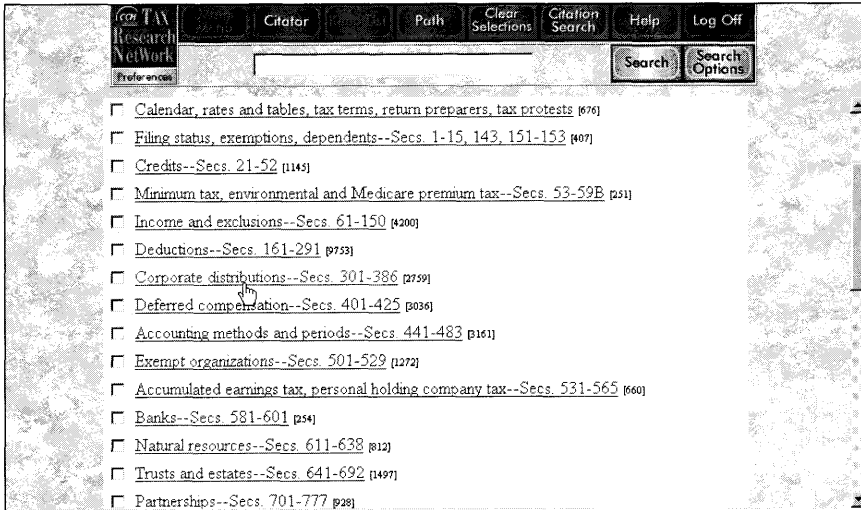 CCH TAX
Research
NetWork
Preferences
Citator
Path
Clear
Selections
Citation
Search
Help
Log Off
Search
Search
Options
Calendar, rates and tables, tax terms, return preparers, tax protests [676]
Filing status, exemptions, dependents--Secs. 1-15, 143, 151-153 [407]
Credits--Secs. 21-52 [1145]
Minimum tax, environmental and Medicare premium tax--Secs. 53-59B [251]
Income and exclusions--Secs. 61-150 [4200]
Deductions--Secs. 161-291 [9753]
Corporate distributions--Secs. 301-386 [2759]
Deferred compensation--Secs. 401-425 [3036]
Accounting methods and periods--Secs. 441-483 [3161]
Exempt organizations--Secs. 501-529 [1272]
Accumulated earnings tax, personal holding company tax--Secs. 531-565 [660]
Banks--Secs. 581-601 [254]
Natural resources--Secs. 611-638 [812]
Trusts and estates--Secs. 641-692 [1497]
Partnerships--Secs. 701-777 [928]